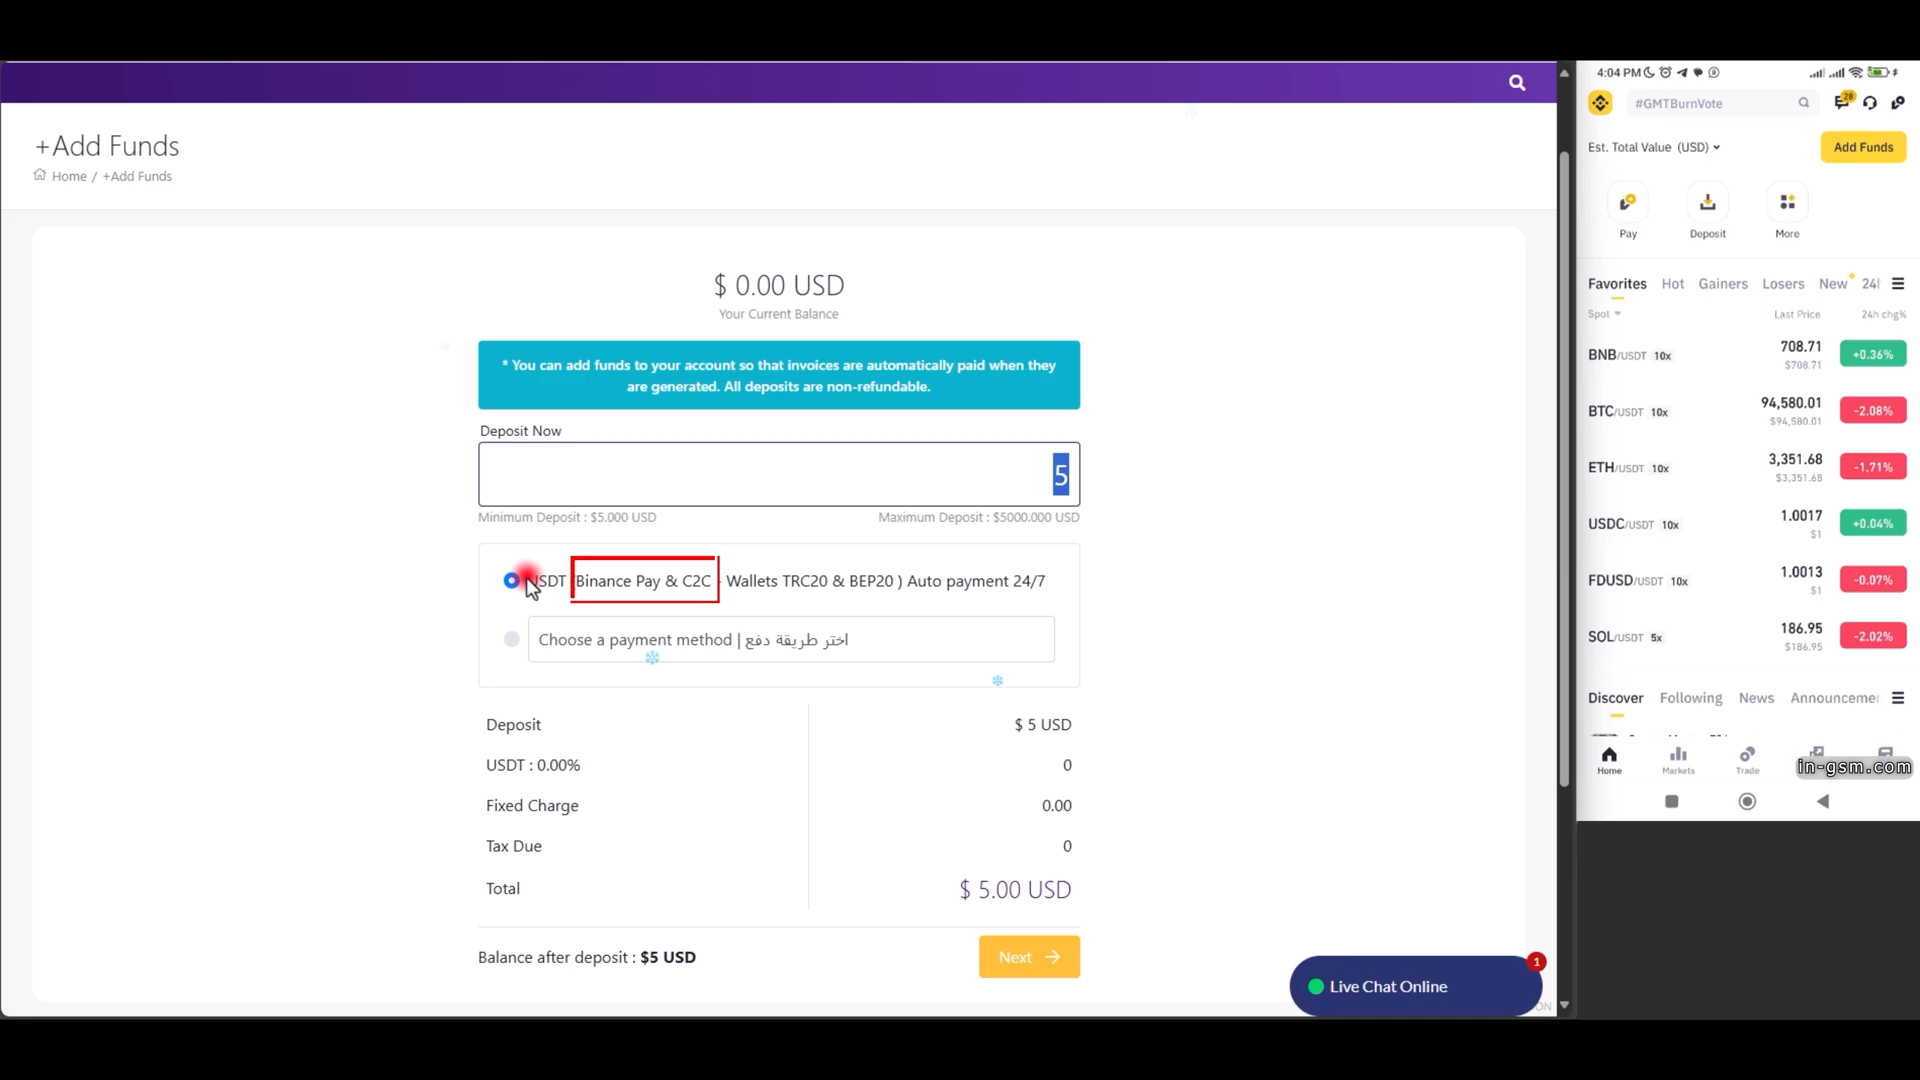 +Add Funds
Home / +Add Funds
$ 0.00 USD
Your Current Balance
* You can add funds to your account so that invoices are automatically paid when they
are generated. All deposits are non-refundable.
Deposit Now
5
Minimum Deposit : $5.000 USD
Maximum Deposit : $5000.000 USD
Binance Pay & C2C - Wallets TRC20 & BEP20 ) Auto payment 24/7
Choose a payment method | اختر طريقة دفع
Deposit
$ 5 USD
USDT : 0.00%
0
Fixed Charge
0.00
Tax Due
0
Total
$ 5.00 USD
Balance after deposit : $5 USD
Next
Live Chat Online
1
4:04 PM
#GMTBurnVote
28
Est. Total Value (USD)
Add Funds
Pay
Deposit
More
Favorites Hot Gainers Losers New
Spot
Last Price
24h chg%
BNB/USDT 10x
708.71
$708.71
+0.36%
BTC/USDT 10x
94,580.01
$94,580.01
-2.08%
ETH/USDT 10x
3,351.68
$3,351.68
-1.71%
USDC/USDT 10x
1.0017
$1
+0.04%
FDUSD/USDT 10x
1.0013
$1
-0.07%
SOL/USDT 5x
186.95
$186.95
-2.02%
Discover Following News
Home
Markets
Trade
in-gsm.com